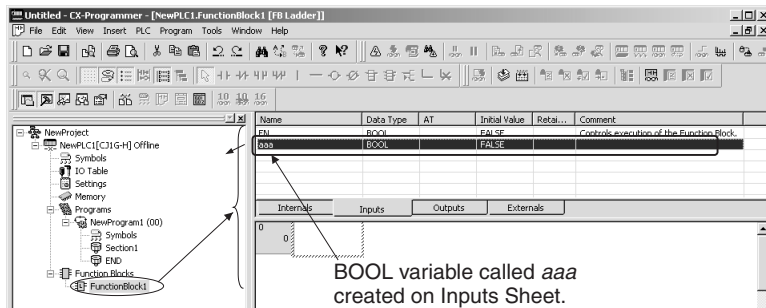 Untitled - CX-Programmer - [NewPLC1.FunctionBlock1 [FB Ladder]]
File Edit View Insert PLC Program Tools Window Help
10 10 16
NewProject
NewPLC1[CJ1G-H] Offline
Symbols
IO Table
Settings
Memory
Programs
NewProgram1 (00)
Symbols
Section1
END
Function Blocks
FunctionBlock1
Name Data Type AT Initial Value Retai... Comment
EN BOOL FALSE Controls execution of the Function Block.
aaa BOOL FALSE
Internals Inputs Outputs Externals
0
0
BOOL variable called aaa
created on Inputs Sheet.